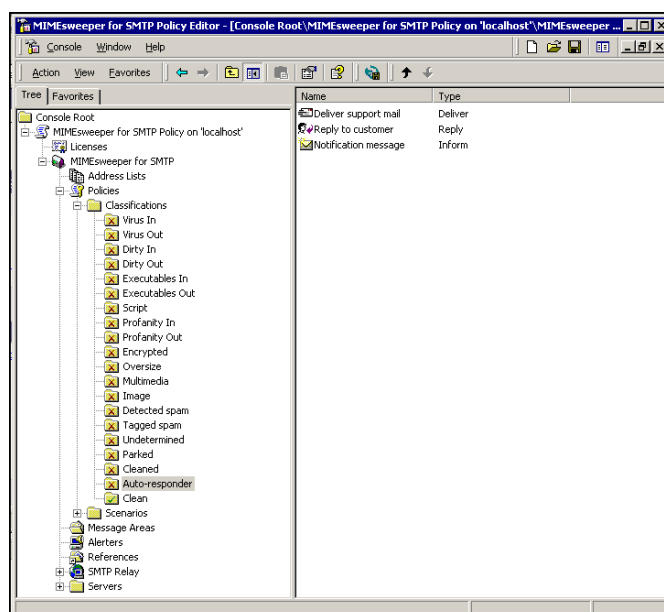 MIMEsweeper for SMTP Policy Editor - [Console Root\MIMEsweeper for SMTP Policy on 'localhost'\MIMEsweeper ...
Console Window Help
Action View Favorites
Tree Favorites
Name Type
Console Root
MIMEsweeper for SMTP Policy on 'localhost'
Licenses
MIMEsweeper for SMTP
Address Lists
Policies
Classifications
Virus In
Virus Out
Dirty In
Dirty Out
Executables In
Executables Out
Script
Profanity In
Profanity Out
Encrypted
Oversize
Multimedia
Image
Detected spam
Tagged spam
Undetermined
Parked
Cleaned
Auto-responder
Clean
Scenarios
Message Areas
Alerters
References
SMTP Relay
Servers
Deliver support mail Deliver
Reply to customer Reply
Notification message Inform